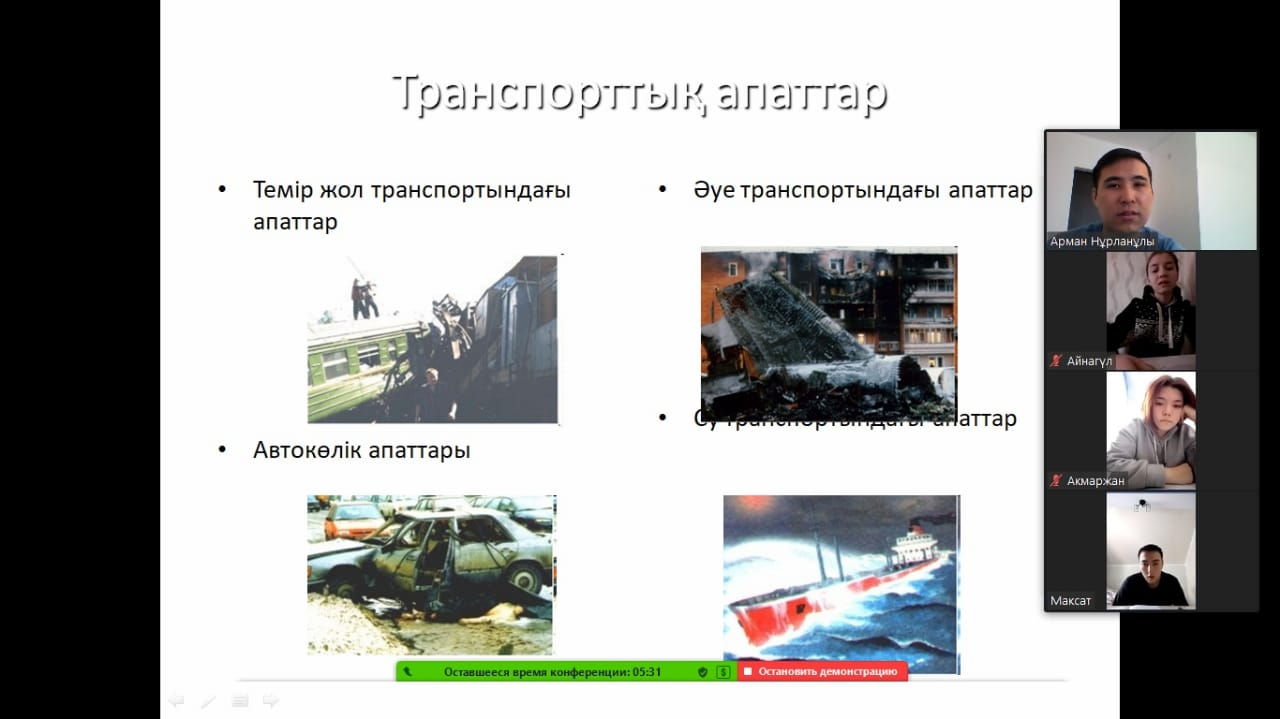 Транспорттық апаттар
Темір жол транспортындағы
апаттар
Әуе транспортындағы апаттар
Автокөлік апаттары
Су транспортындағы апаттар
Арман Нұрланұлы
Айнагүл
Акмаржан
Максат
Оставшееся время конференции: 05:31
Остановить демонстрацию